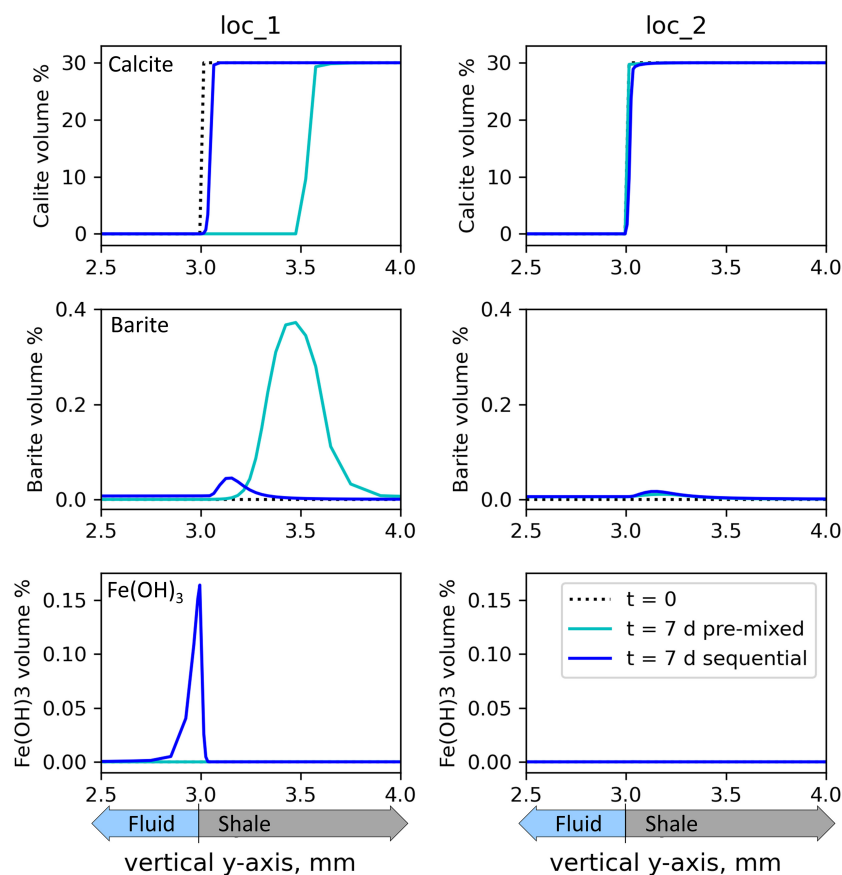 loc_1
loc_2
Calcite
Calite volume %
30
20
10
0
2.5 3.0 3.5 4.0
Calcite volume %
30
20
10
0
2.5 3.0 3.5 4.0
Barite
Barite volume %
0.4
0.2
0.0
2.5 3.0 3.5 4.0
Barite volume %
0.4
0.2
0.0
2.5 3.0 3.5 4.0
Fe(OH)₃
Fe(OH)3 volume %
0.15
0.10
0.05
0.00
2.5 3.0 3.5 4.0
Fluid Shale
vertical y-axis, mm
Fe(OH)3 volume %
0.15
0.10
0.05
0.00
t = 0
t = 7 d pre-mixed
t = 7 d sequential
2.5 3.0 3.5 4.0
Fluid Shale
vertical y-axis, mm